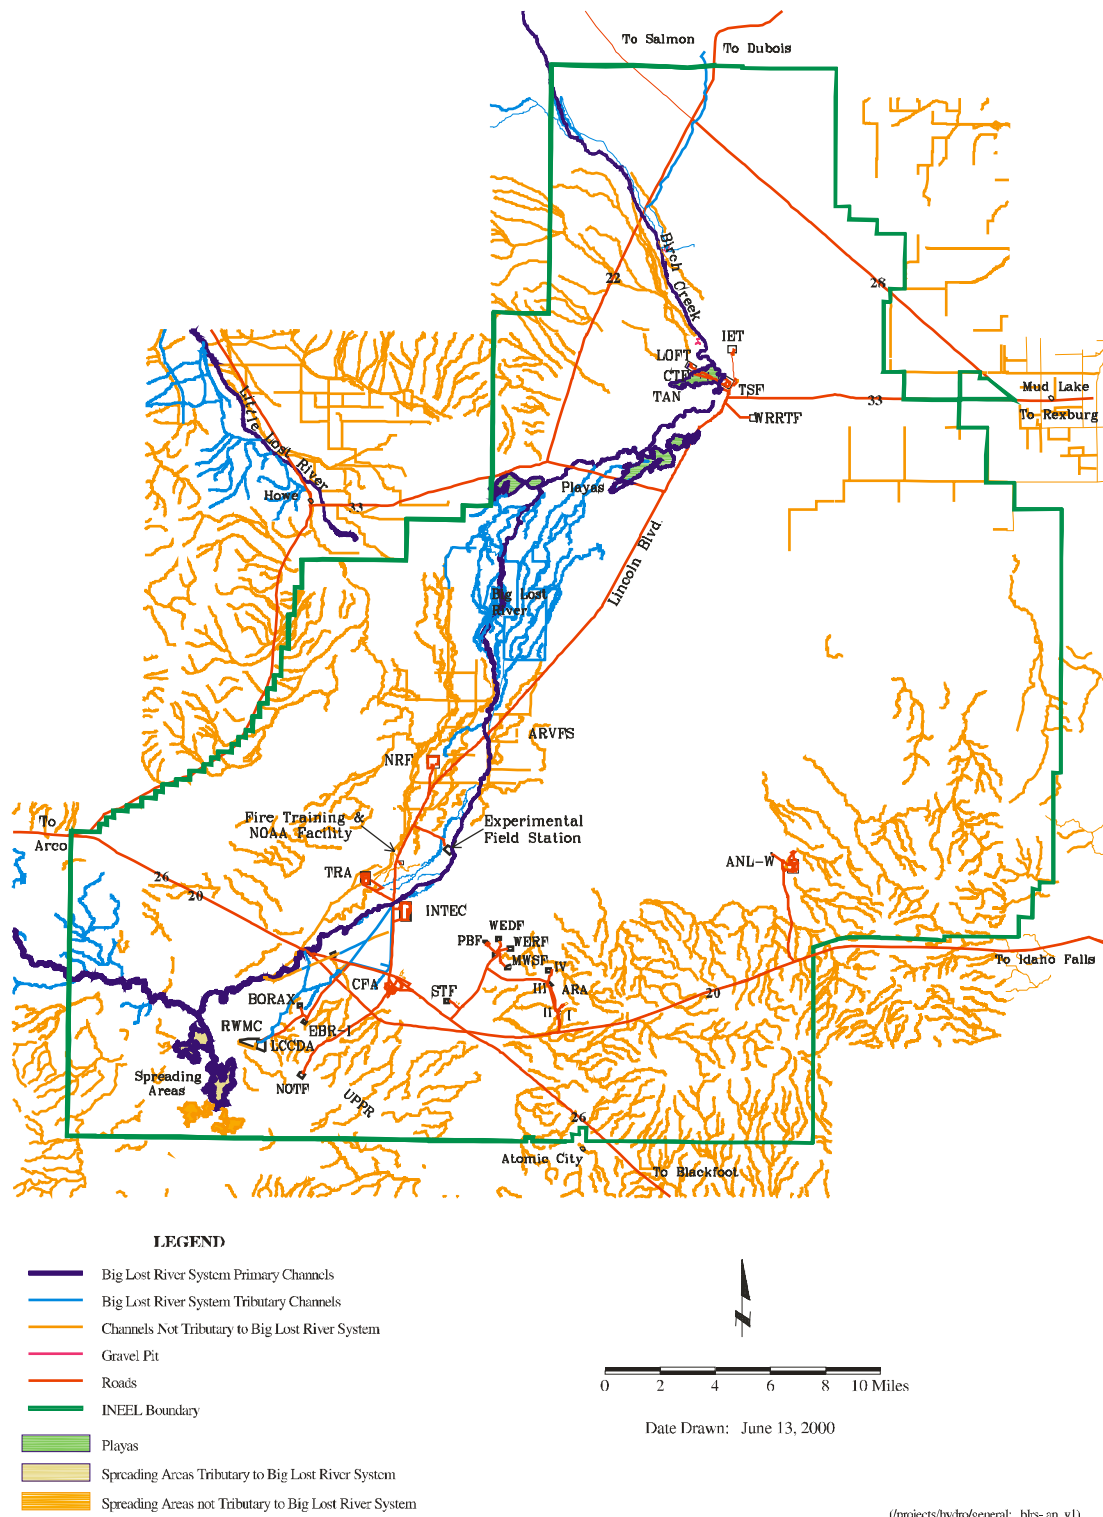 To Salmon
To Dubois
Birch Creek
22
28
IET
LOFT
CTF
TAN
TSF
Mud Lake
33
To Rexburg
WRRTF
Little Lost River
Howe
33
Playas
Lincoln Blvd.
Big Lost
River
ARVFS
NRF
To
Arco
Fire Training &
NOAA Facility
Experimental
Field Station
ANL-W
TRA
26
20
INTEC
WEDF
PBF
WERF
MWSF
IV
To Idaho Falls
CFA
STF
III
ARA
20
BORAX
II
I
RWMC
EBR-I
LCCDA
Spreading
Areas
NOTF
UPPR
26
Atomic City
To Blackfoot
LEGEND
Big Lost River System Primary Channels
Big Lost River System Tributary Channels
Channels Not Tributary to Big Lost River System
Gravel Pit
Roads
INEEL Boundary
Playas
Spreading Areas Tributary to Big Lost River System
Spreading Areas not Tributary to Big Lost River System
N
0 2 4 6 8 10 Miles
Date Drawn: June 13, 2000